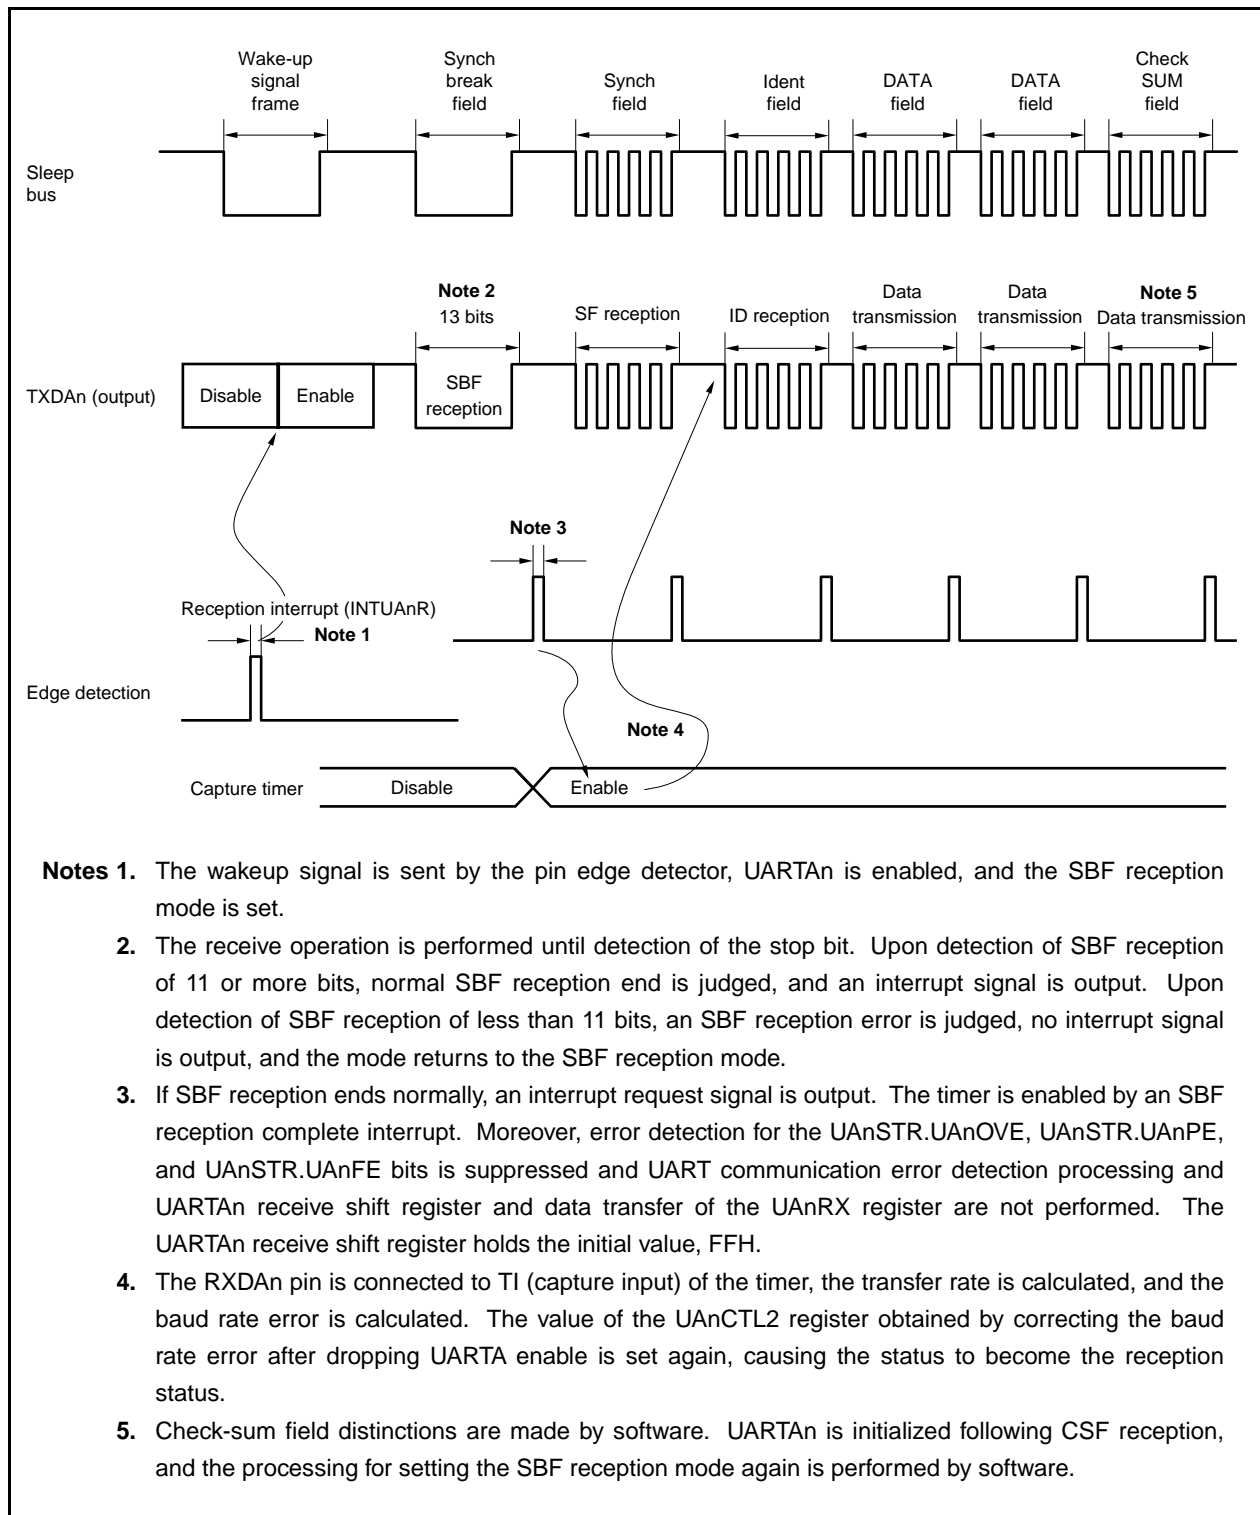 Wake-up
signal
frame
Synch
break
field
Synch
field
Ident
field
DATA
field
DATA
field
Check
SUM
field
Sleep
bus
Note 2
13 bits
SF reception
ID reception
Data
transmission
Data
transmission
Note 5
Data transmission
TXDAn (output)
Disable
Enable
SBF
reception
Note 3
Reception interrupt (INTUAnR)
Note 1
Edge detection
Note 4
Capture timer
Disable
Enable
Notes 1. The wakeup signal is sent by the pin edge detector, UARTAn is enabled, and the SBF reception
mode is set.
2. The receive operation is performed until detection of the stop bit. Upon detection of SBF reception
of 11 or more bits, normal SBF reception end is judged, and an interrupt signal is output. Upon
detection of SBF reception of less than 11 bits, an SBF reception error is judged, no interrupt signal
is output, and the mode returns to the SBF reception mode.
3. If SBF reception ends normally, an interrupt request signal is output. The timer is enabled by an SBF
reception complete interrupt. Moreover, error detection for the UAnSTR.UAnOVE, UAnSTR.UAnPE,
and UAnSTR.UAnFE bits is suppressed and UART communication error detection processing and
UARTAn receive shift register and data transfer of the UAnRX register are not performed. The
UARTAn receive shift register holds the initial value, FFH.
4. The RXDAn pin is connected to TI (capture input) of the timer, the transfer rate is calculated, and the
baud rate error is calculated. The value of the UAnCTL2 register obtained by correcting the baud
rate error after dropping UARTA enable is set again, causing the status to become the reception
status.
5. Check-sum field distinctions are made by software. UARTAn is initialized following CSF reception,
and the processing for setting the SBF reception mode again is performed by software.